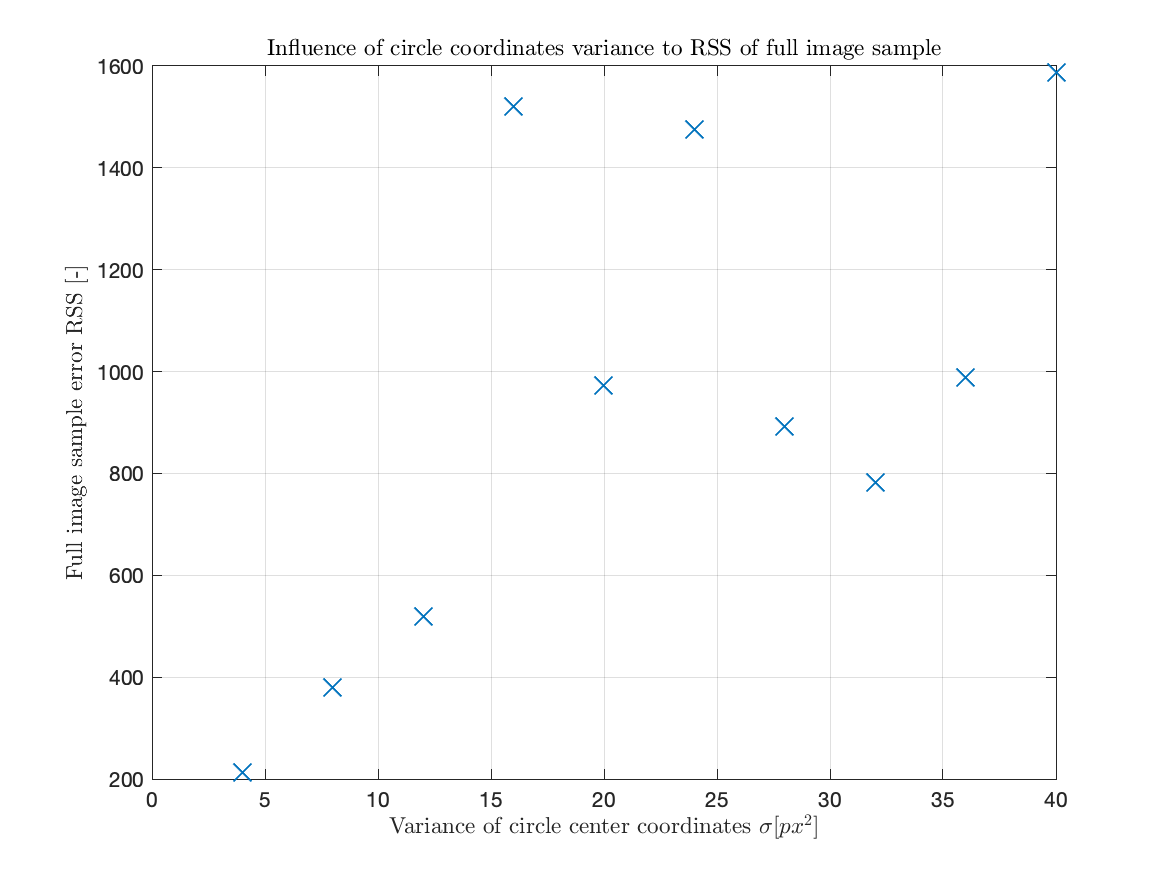 Influence of circle coordinates variance to RSS of full image sample
1600
1400
1200
1000
800
600
400
200
Full image sample error RSS [-]
0 5 10 15 20 25 30 35 40
Variance of circle center coordinates σ[px²]